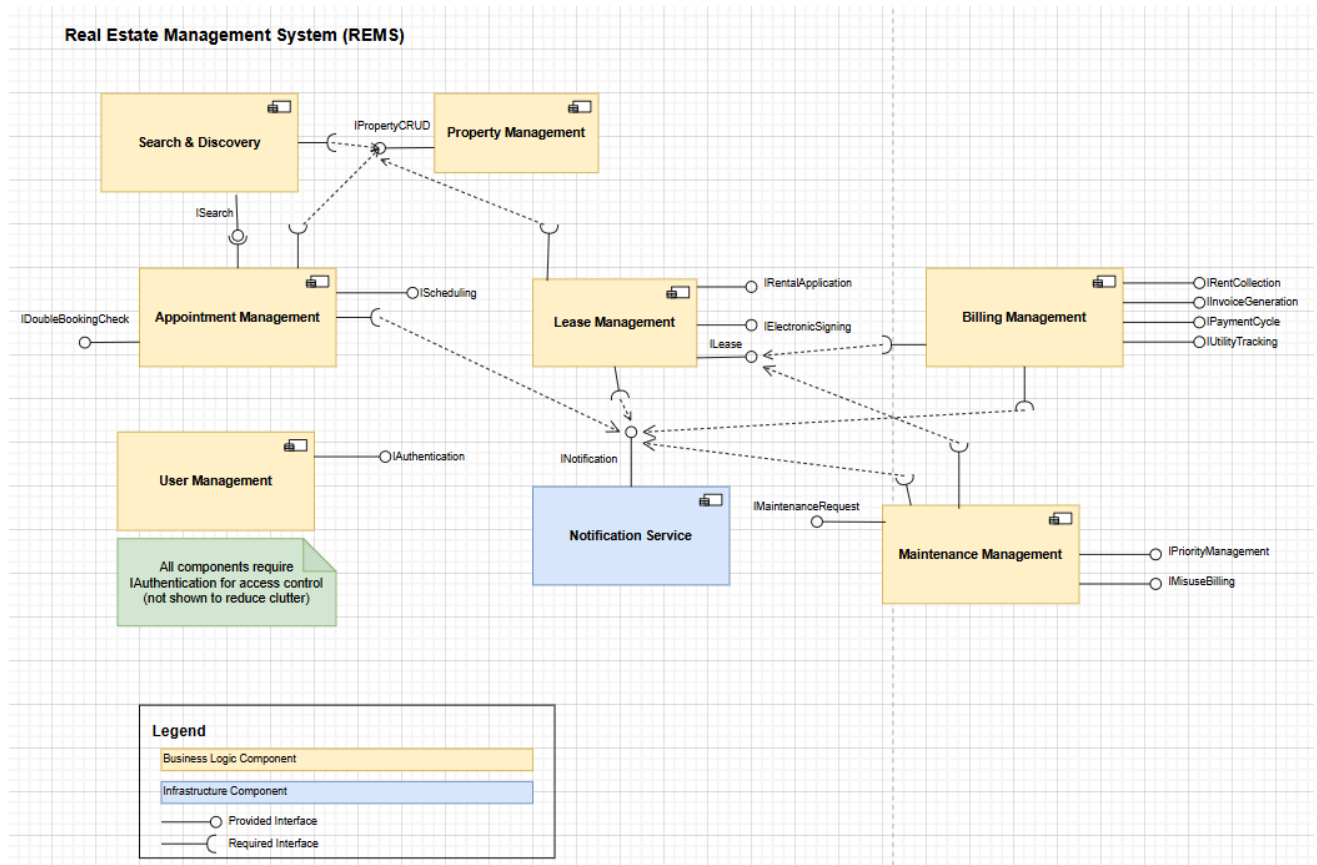 Real Estate Management System (REMS)
Search & Discovery
IPropertyCRUD
Property Management
ISearch
IDoubleBookingCheck
Appointment Management
IScheduling
Lease Management
IRentalApplication
IElectronicSigning
ILease
Billing Management
IRentCollection
IInvoiceGeneration
IPaymentCycle
IUtilityTracking
User Management
IAuthentication
INotification
Notification Service
IMaintenanceRequest
Maintenance Management
IPriorityManagement
IMisuseBilling
All components require
IAuthentication for access control
(not shown to reduce clutter)
Legend
Business Logic Component
Infrastructure Component
Provided Interface
Required Interface